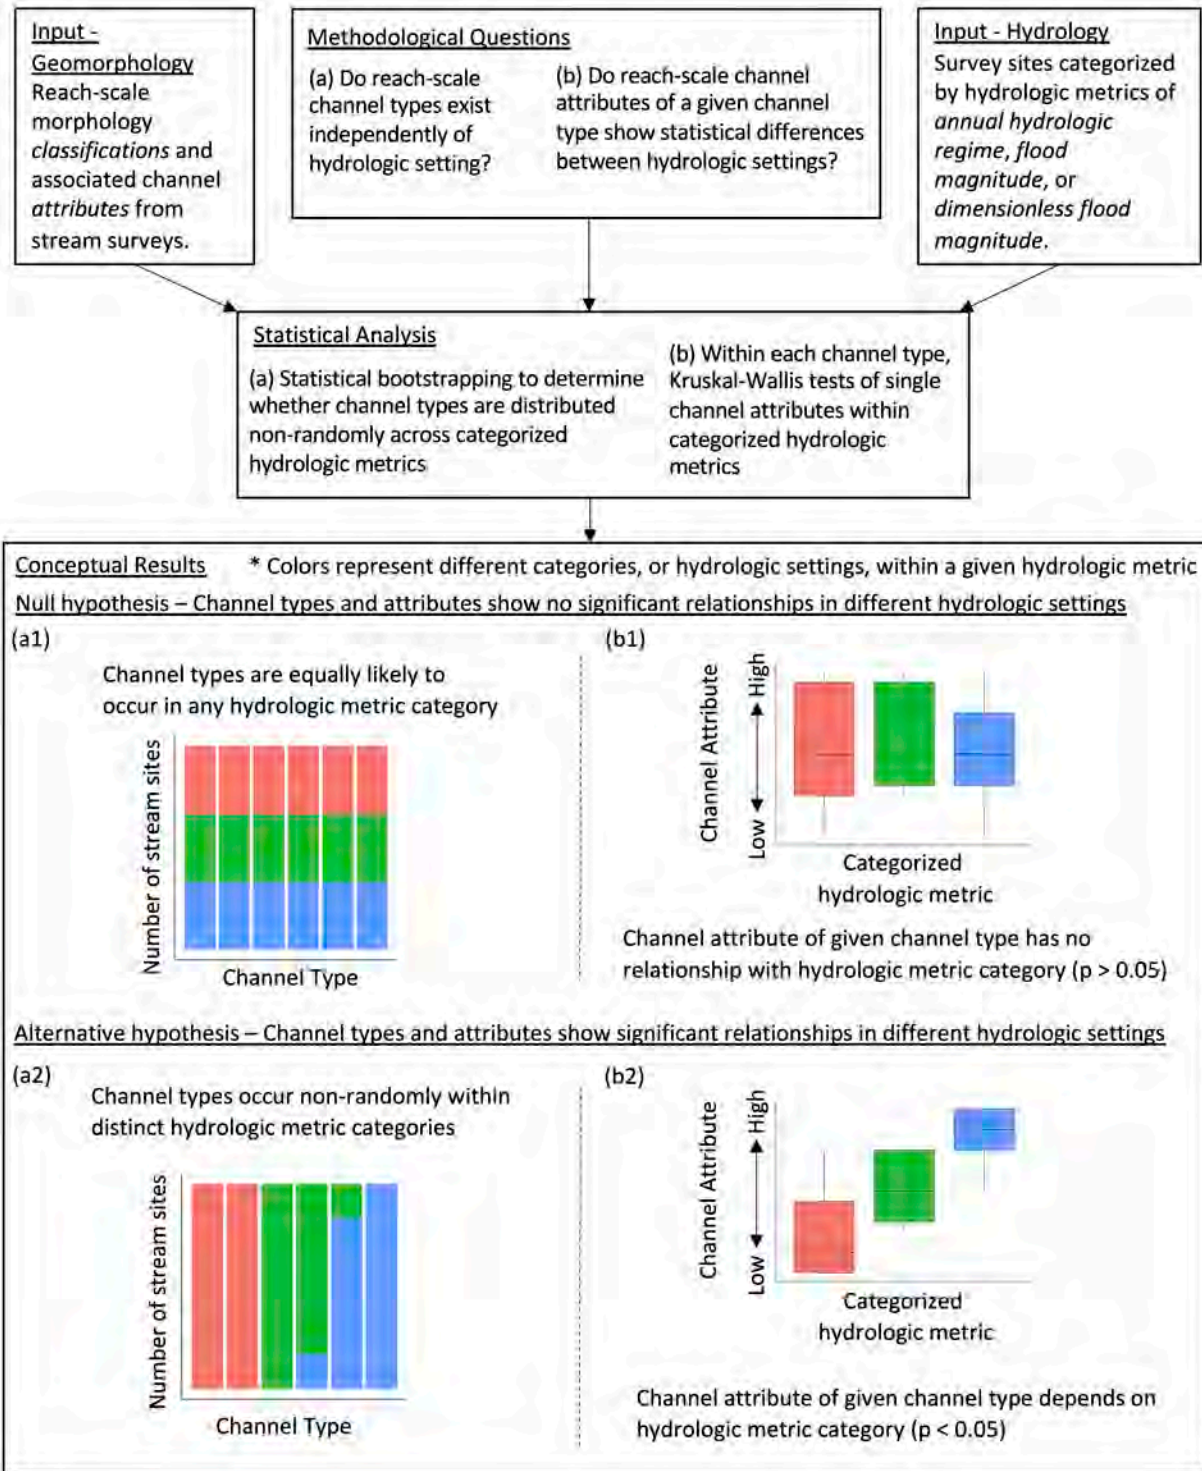 Input -
Geomorphology
Reach-scale
morphology
classifications and
associated channel
attributes from
stream surveys.
Methodological Questions
(a) Do reach-scale
channel types exist
independently of
hydrologic setting?
(b) Do reach-scale channel
attributes of a given channel
type show statistical differences
between hydrologic settings?
Input - Hydrology
Survey sites categorized
by hydrologic metrics of
annual hydrologic
regime, flood
magnitude, or
dimensionless flood
magnitude.
Statistical Analysis
(a) Statistical bootstrapping to determine
whether channel types are distributed
non-randomly across categorized
hydrologic metrics
(b) Within each channel type,
Kruskal-Wallis tests of single
channel attributes within
categorized hydrologic
metrics
Conceptual Results * Colors represent different categories, or hydrologic settings, within a given hydrologic metric
Null hypothesis – Channel types and attributes show no significant relationships in different hydrologic settings
(a1)
Channel types are equally likely to
occur in any hydrologic metric category
Number of stream sites
Channel Type
(b1)
Channel Attribute
Low High
Categorized
hydrologic metric
Channel attribute of given channel type has no
relationship with hydrologic metric category (p > 0.05)
Alternative hypothesis – Channel types and attributes show significant relationships in different hydrologic settings
(a2)
Channel types occur non-randomly within
distinct hydrologic metric categories
Number of stream sites
Channel Type
(b2)
Channel Attribute
Low High
Categorized
hydrologic metric
Channel attribute of given channel type depends on
hydrologic metric category (p < 0.05)